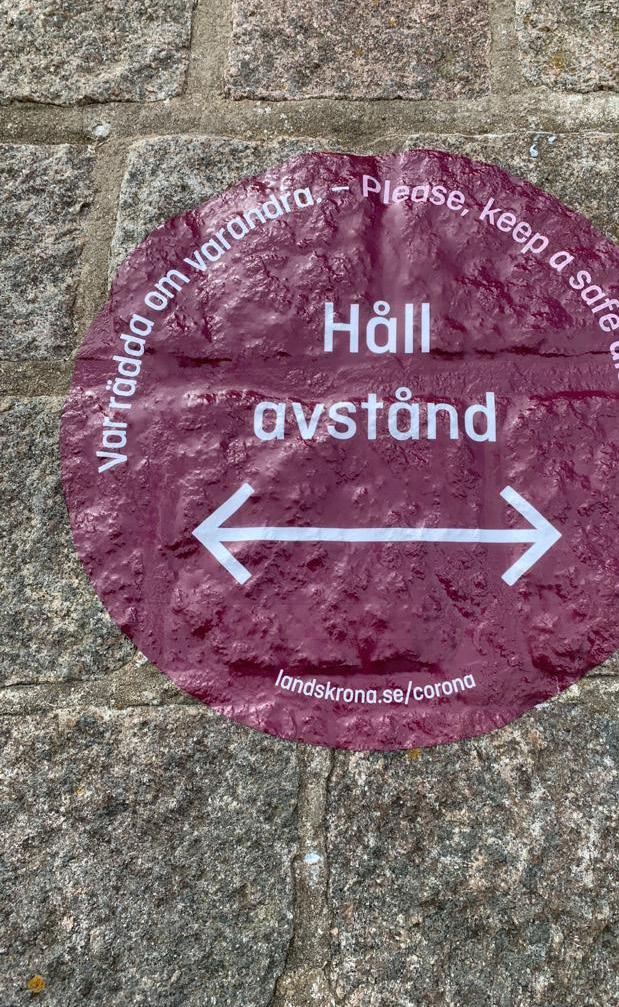 Var rädda om varandra. – Please, keep a safe
Håll
avstånd
landskrona.se/corona